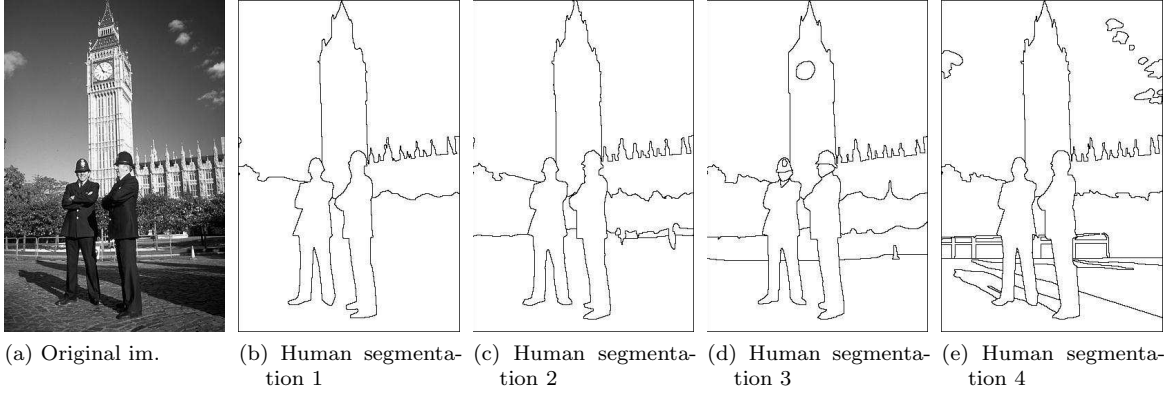 (a) Original im.
(b) Human segmenta-
tion 1
(c) Human segmenta-
tion 2
(d) Human segmenta-
tion 3
(e) Human segmenta-
tion 4